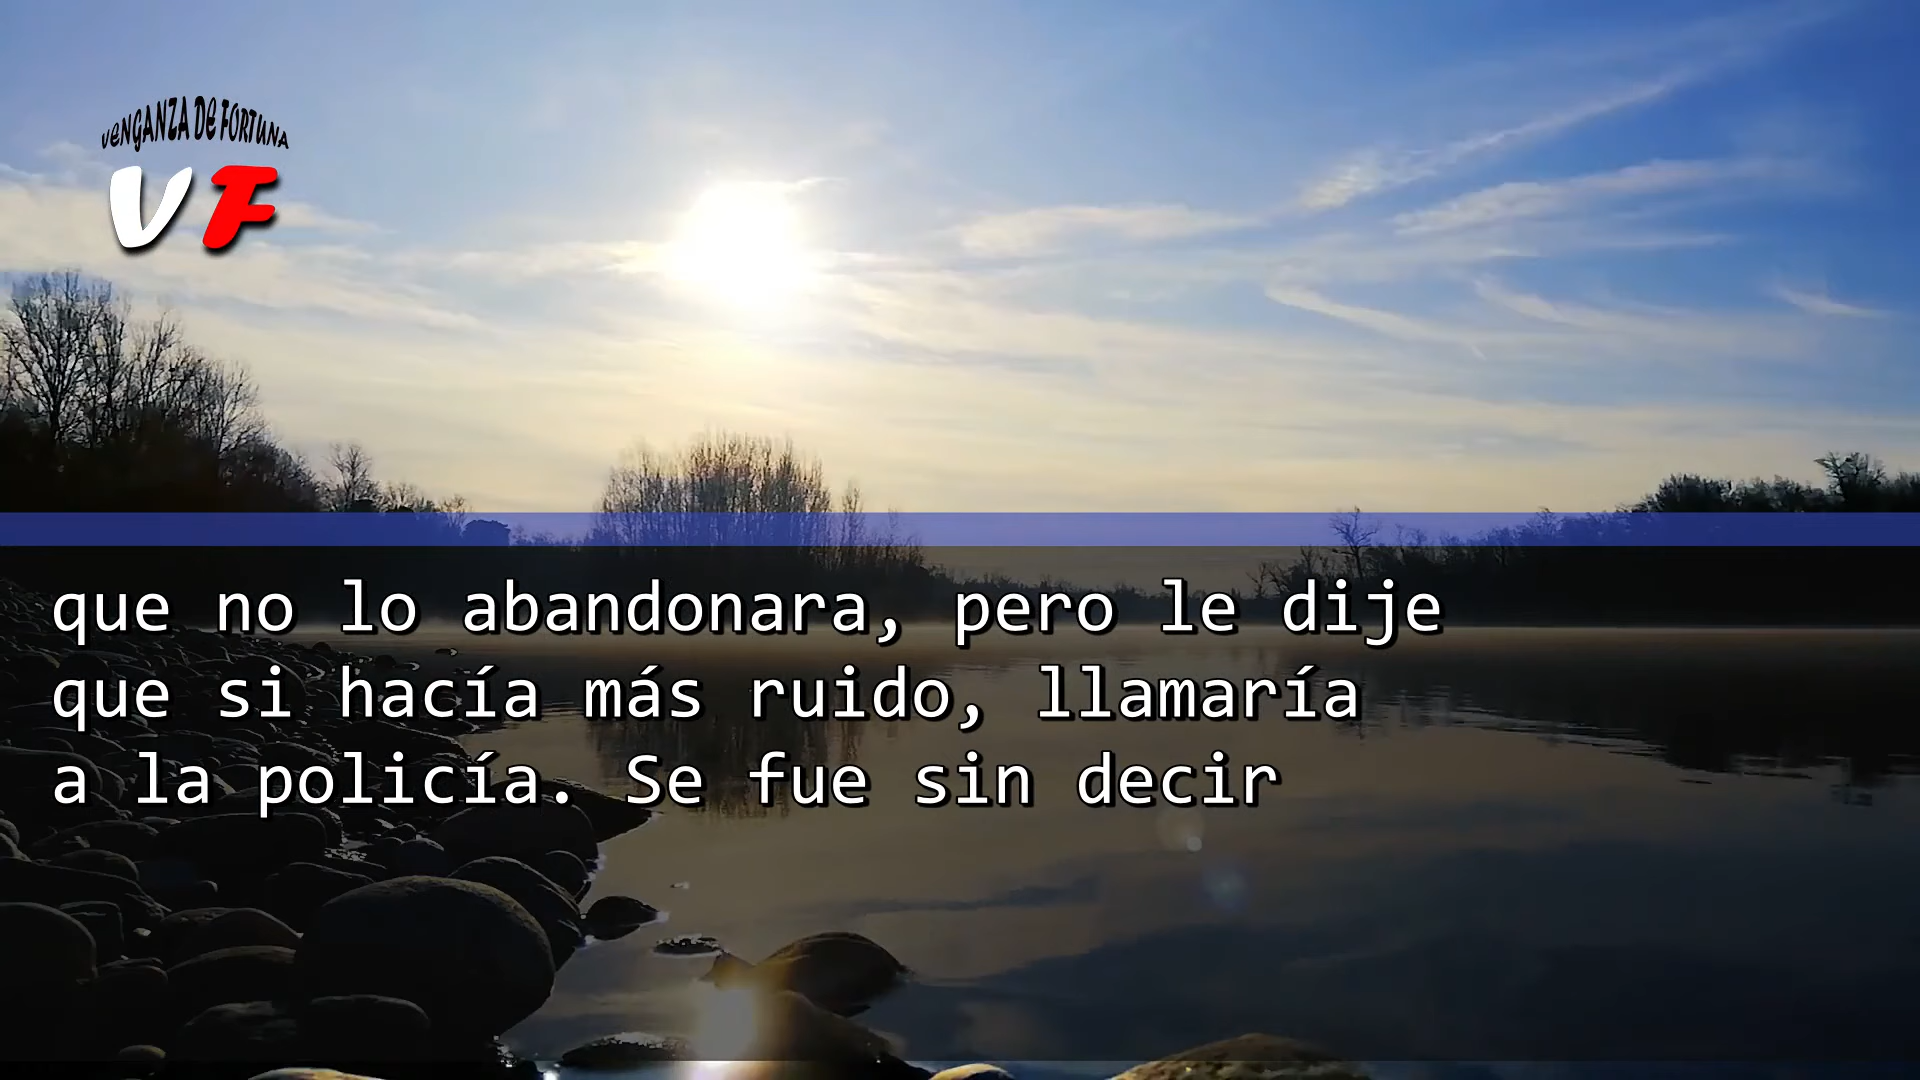 VENGANZA DE FORTUNA
VF
que no lo abandonara, pero le dije
que si hacía más ruido, llamaría
a la policía. Se fue sin decir